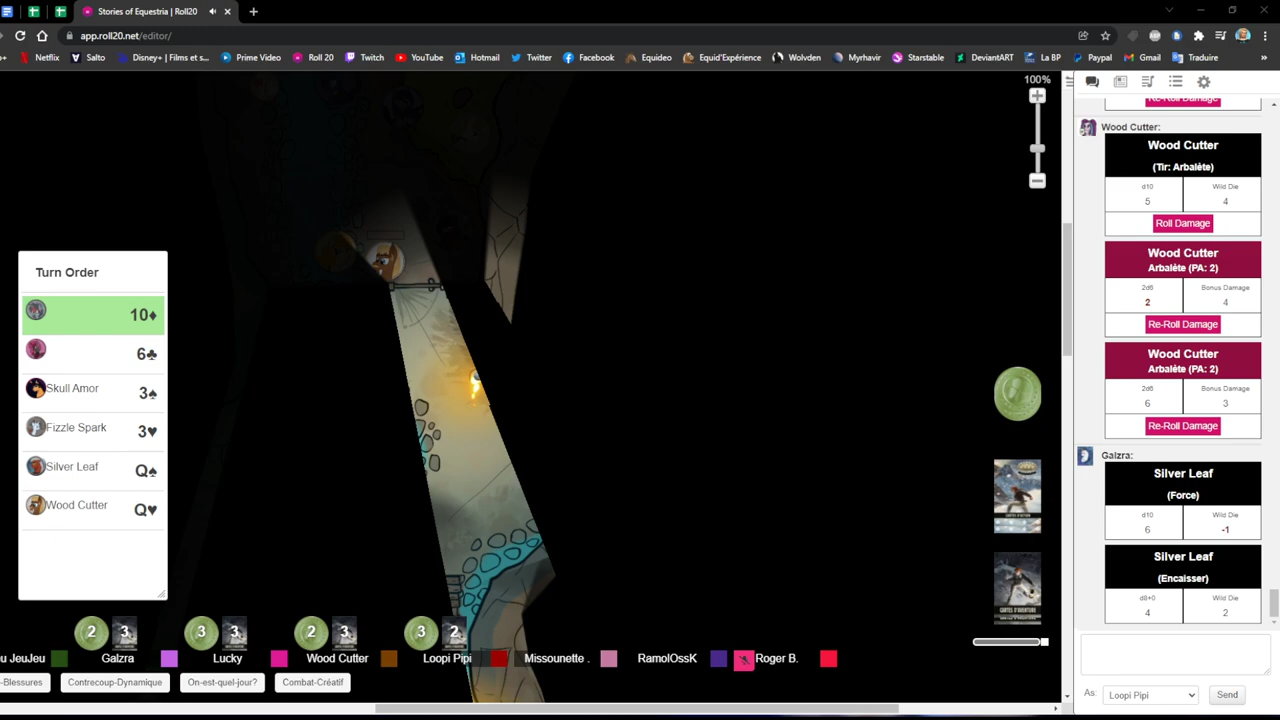 Stories of Equestria | Roll20
app.roll20.net/editor/
Netflix Salto Disney+ | Films et s... Prime Video Roll 20 Twitch YouTube Hotmail Twitter Facebook Equideo Equid'Expérience Wolvden Myrhavir Starstable DeviantART La BP Paypal Gmail Traduire »
100%
Re-Roll Damage
Wood Cutter:
Wood Cutter
(Tir: Arbalète)
d10 Wild Die
5 4
Roll Damage
Wood Cutter
Arbalète (PA: 2)
2d6 Bonus Damage
2 4
Re-Roll Damage
Wood Cutter
Arbalète (PA: 2)
2d6 Bonus Damage
6 3
Re-Roll Damage
Galzra:
Silver Leaf
(Force)
d10 Wild Die
6 -1
Silver Leaf
(Encaisser)
d8+0 Wild Die
4 2
As: Loopi Pipi Send
Turn Order
10♦
6♣
Skull Amor 3♠
Fizzle Spark 3♥
Silver Leaf Q♠
Wood Cutter Q♥
2 3 3 3 2 3 3 2
u JeuJeu Galzra Lucky Wood Cutter Loopi Pipi Missounette . RamolOssK Roger B.
-Blessures Contrecoup-Dynamique On-est-quel-jour? Combat-Créatif